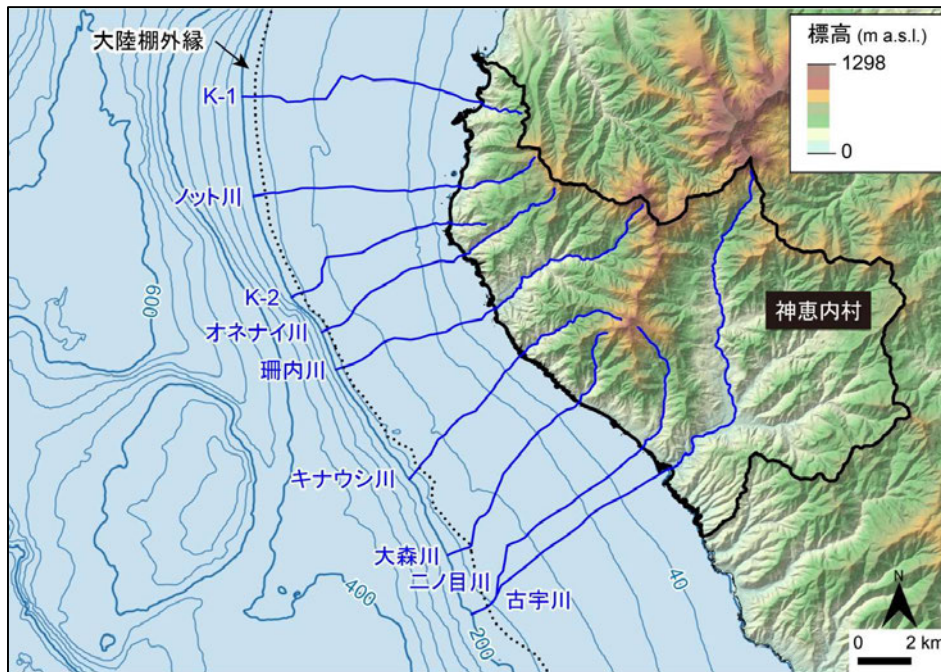 大陸棚外縁
標高 (m a.s.l.)
1298
0
K-1
ノット川
K-2
オネナイ川
珊内川
神恵内村
600
キナウシ川
大森川
二ノ目川
古宇川
40
400
200
N
0 2 km